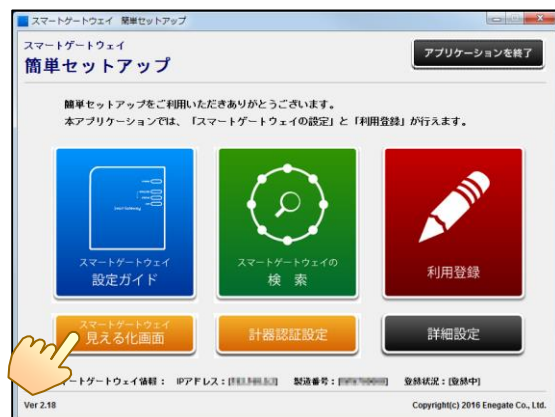 スマートゲートウェイ 簡単セットアップ
スマートゲートウェイ
簡単セットアップ
アプリケーションを終了
簡単セットアップをご利用いただきありがとうございます。
本アプリケーションでは、「スマートゲートウェイの設定」と「利用登録」が行えます。
スマートゲートウェイ
設定ガイド
スマートゲートウェイの
検 索
利用登録
スマートゲートウェイ
見える化画面
計器認証設定
詳細設定
ートゲートウェイ情報： IPアドレス：[ ] 製造番号：[ ] 登録状況：[登録中]
Ver 2.18
Copyright(c) 2016 Enegate Co., Ltd.